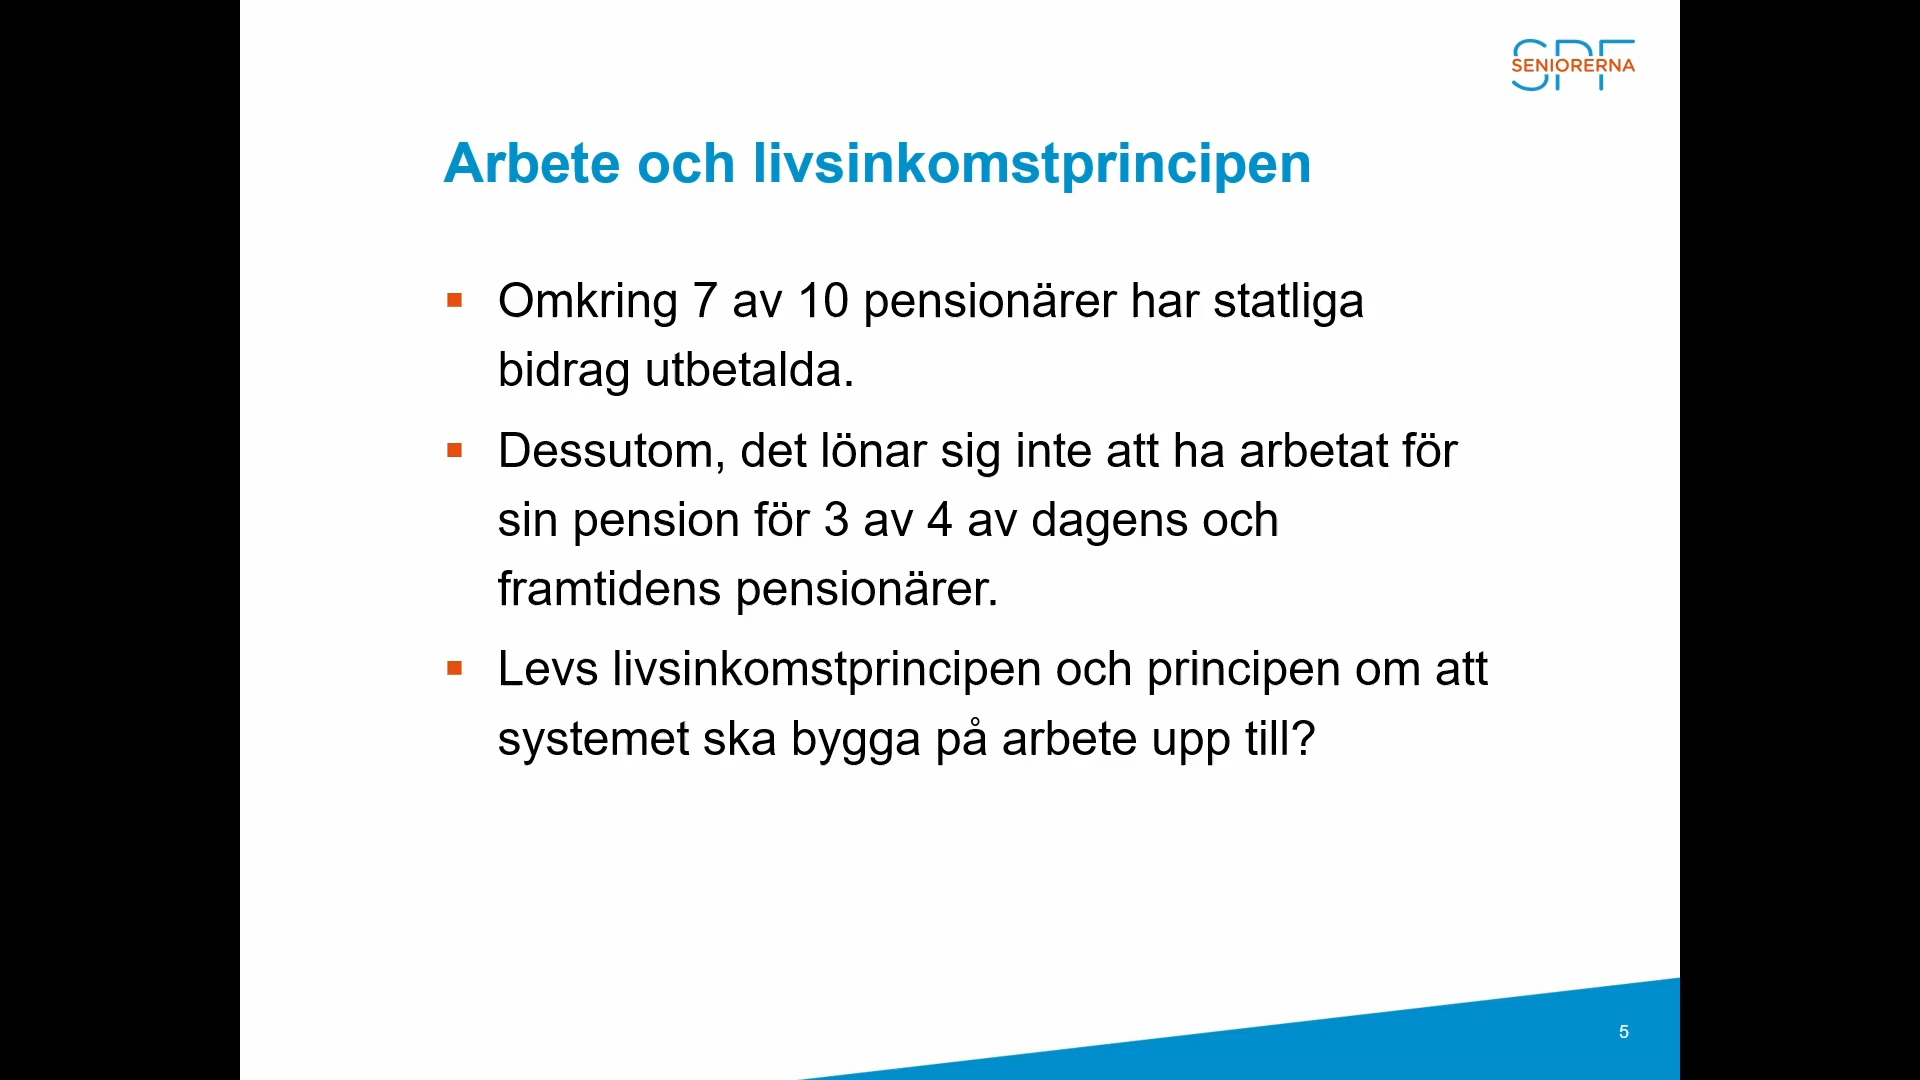 SPF
SENIORERNA
Arbete och livsinkomstprincipen
▪ Omkring 7 av 10 pensionärer har statliga
bidrag utbetalda.
▪ Dessutom, det lönar sig inte att ha arbetat för
sin pension för 3 av 4 av dagens och
framtidens pensionärer.
▪ Levs livsinkomstprincipen och principen om att
systemet ska bygga på arbete upp till?
5